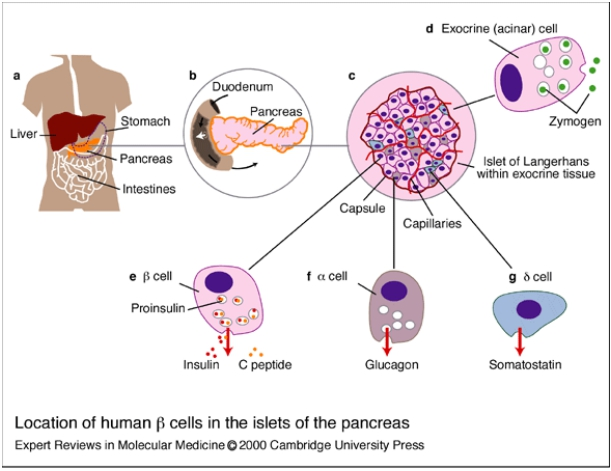 d Exocrine (acinar) cell
a
b
c
Duodenum
Stomach
Pancreas
Liver
Zymogen
Pancreas
Islet of Langerhans
within exocrine tissue
Intestines
Capsule
Capillaries
e β cell
f α cell
g δ cell
Proinsulin
Insulin
C peptide
Glucagon
Somatostatin
Location of human β cells in the islets of the pancreas
Expert Reviews in Molecular Medicine © 2000 Cambridge University Press